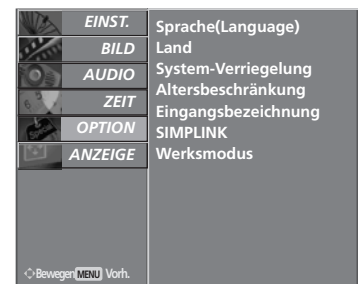 EINST.
BILD
AUDIO
ZEIT
OPTION
ANZEIGE
Sprache(Language)
Land
System-Verriegelung
Altersbeschränkung
Eingangsbezeichnung
SIMPLINK
Werksmodus
Bewegen MENU Vorh.